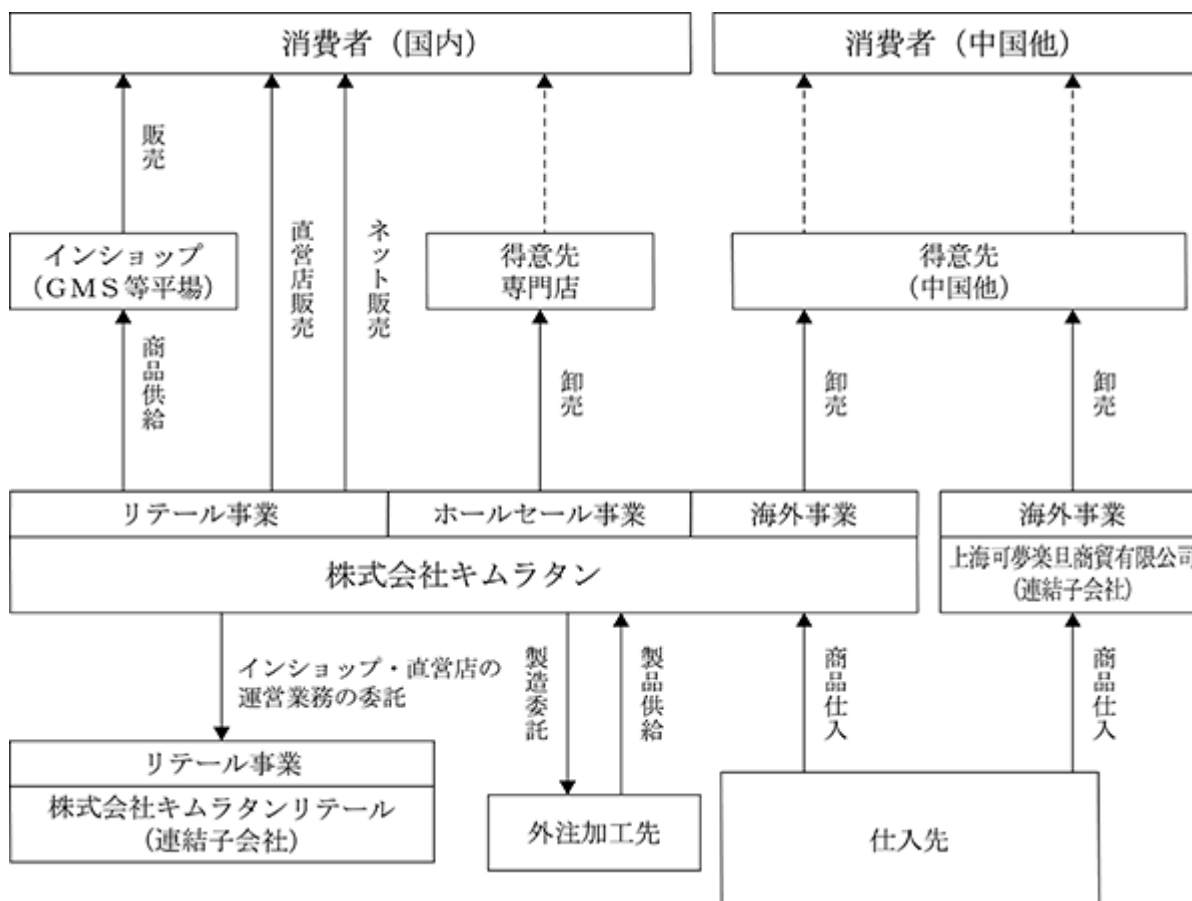 消費者（国内）
消費者（中国他）
販売
インショップ
（ＧＭＳ等平場）
直営店販売
ネット販売
得意先
専門店
得意先
（中国他）
商品供給
卸売
卸売
卸売
リテール事業
ホールセール事業
海外事業
海外事業
株式会社キムラタン
上海可夢楽旦商貿有限公司
（連結子会社）
インショップ・直営店の
運営業務の委託
製造委託
製品供給
商品仕入
商品仕入
リテール事業
株式会社キムラタンリテール
（連結子会社）
外注加工先
仕入先